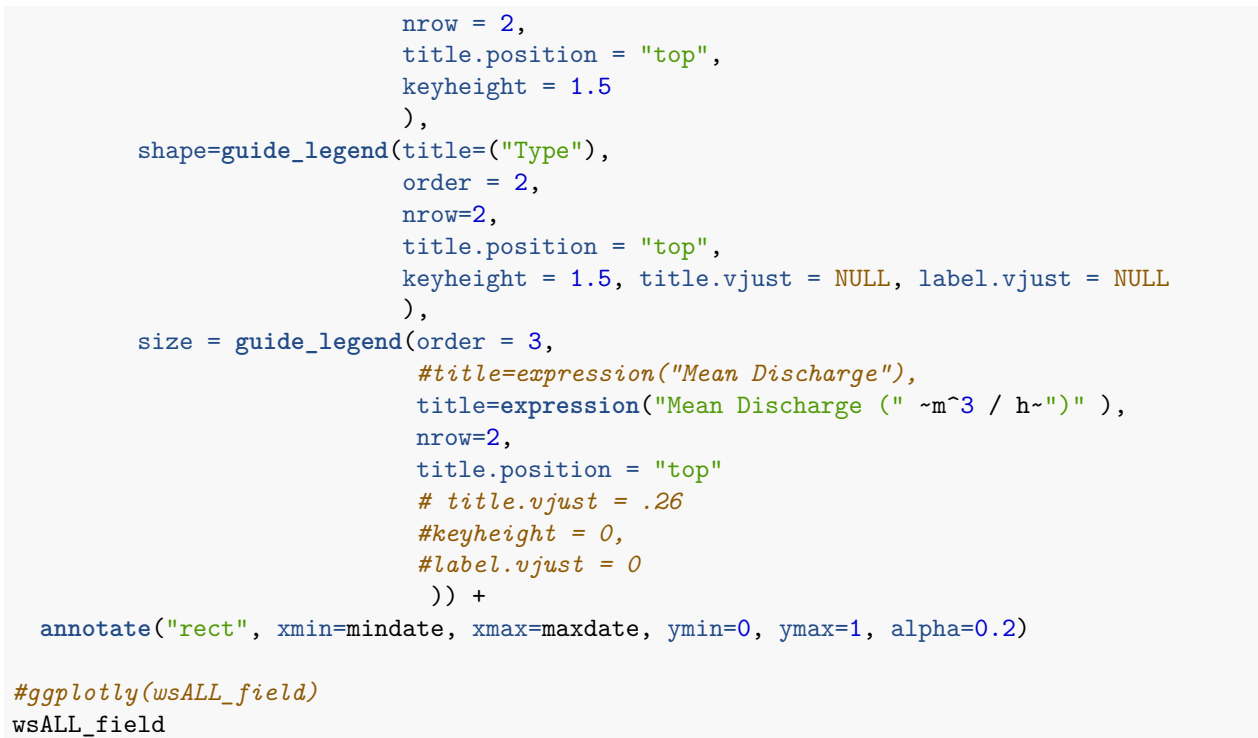 nrow = 2,
title.position = "top",
keyheight = 1.5
),
shape=guide_legend(title=("Type"),
order = 2,
nrow=2,
title.position = "top",
keyheight = 1.5, title.vjust = NULL, label.vjust = NULL
),
size = guide_legend(order = 3,
#title=expression("Mean Discharge"),
title=expression("Mean Discharge (" ~m^3 / h~")" ),
nrow=2,
title.position = "top"
# title.vjust = .26
#keyheight = 0,
#label.vjust = 0
)) +
annotate("rect", xmin=mindate, xmax=maxdate, ymin=0, ymax=1, alpha=0.2)
#ggplotly(wsALL_field)
wsALL_field